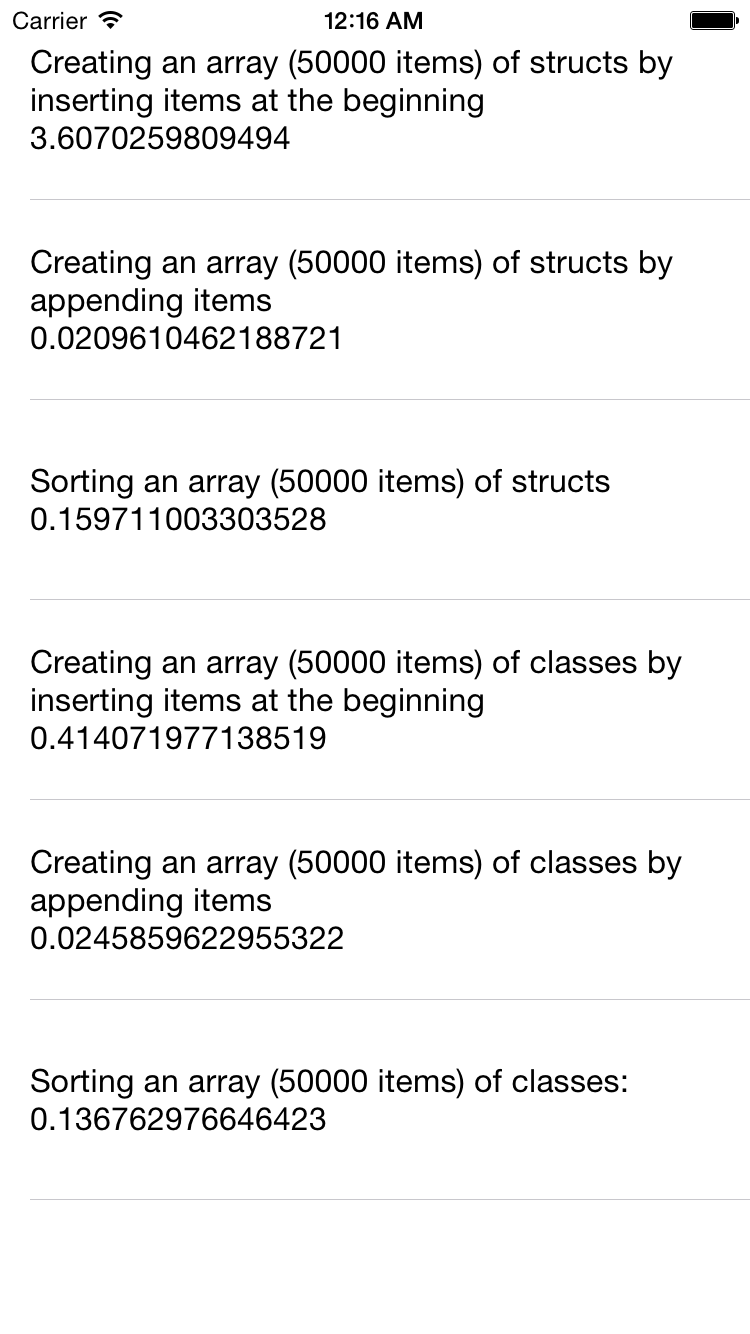 Carrier 12:16 AM
Creating an array (50000 items) of structs by
inserting items at the beginning
3.6070259809494
Creating an array (50000 items) of structs by
appending items
0.0209610462188721
Sorting an array (50000 items) of structs
0.159711003303528
Creating an array (50000 items) of classes by
inserting items at the beginning
0.414071977138519
Creating an array (50000 items) of classes by
appending items
0.0245859622955322
Sorting an array (50000 items) of classes:
0.136762976646423